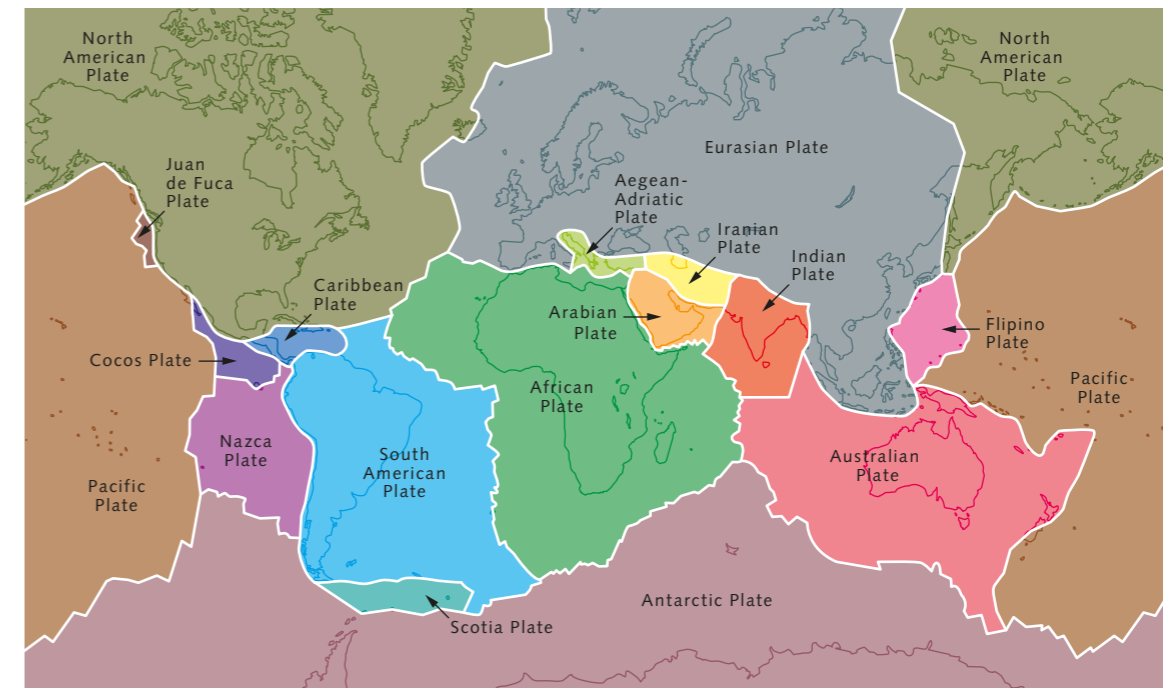 North
American
Plate
North
American
Plate
Juan
de Fuca
Plate
Eurasian Plate
Aegean-
Adriatic
Plate
Iranian
Plate
Indian
Plate
Caribbean
Plate
Arabian
Plate
Flipino
Plate
Cocos Plate
African
Plate
Pacific
Plate
Nazca
Plate
South
American
Plate
Australian
Plate
Pacific
Plate
Antarctic Plate
Scotia Plate